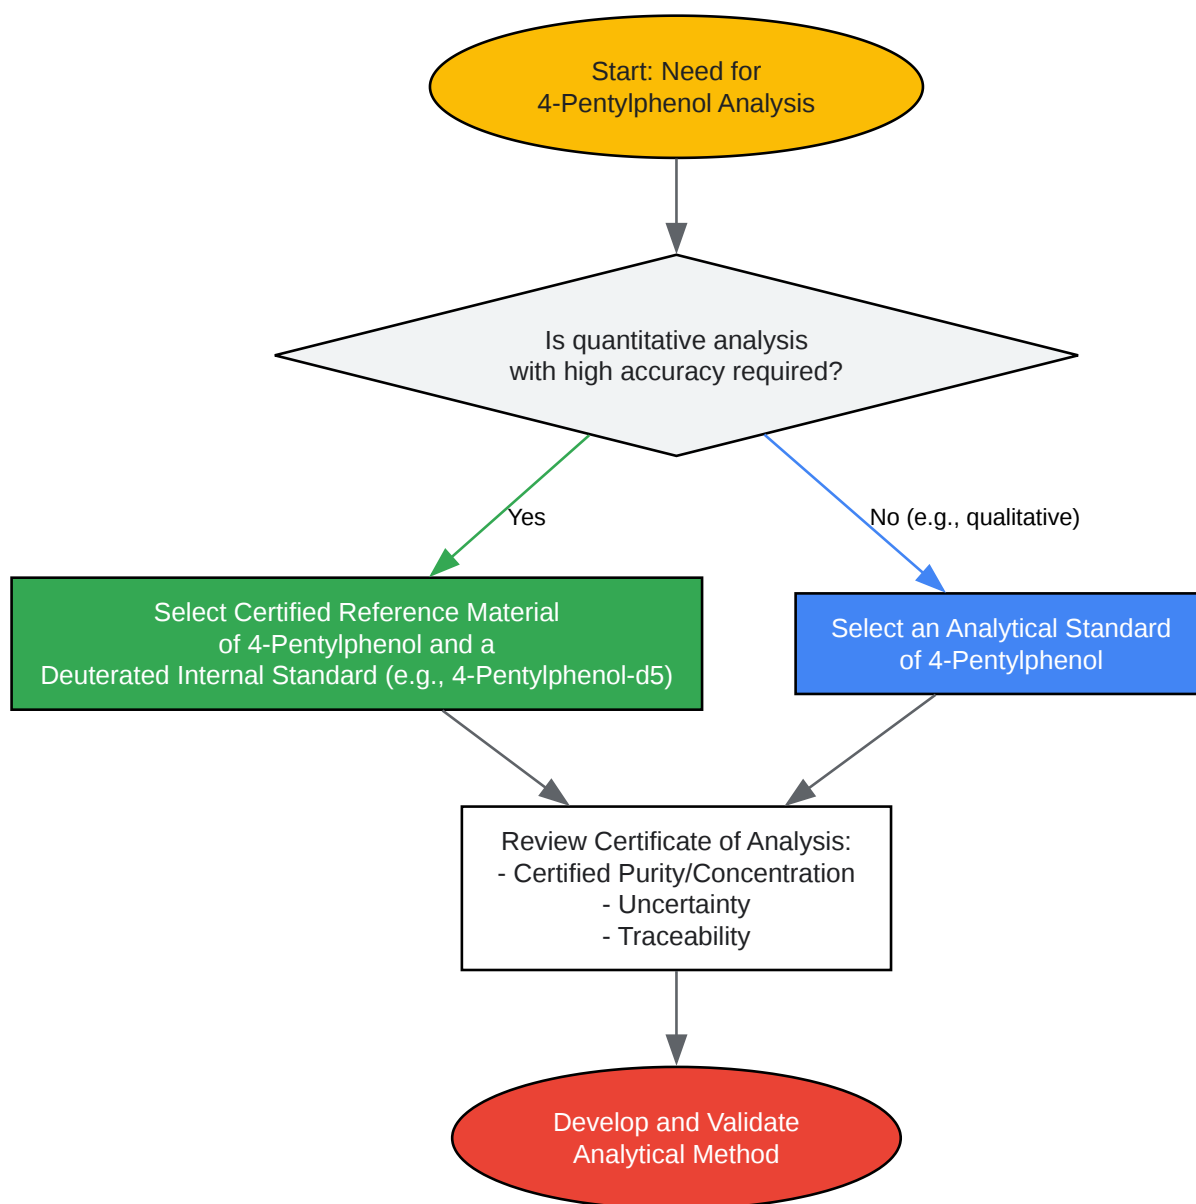 Start: Need for
4-Pentylphenol Analysis
Is quantitative analysis
with high accuracy required?
Yes
No (e.g., qualitative)
Select Certified Reference Material
of 4-Pentylphenol and a
Deuterated Internal Standard (e.g., 4-Pentylphenol-d5)
Select an Analytical Standard
of 4-Pentylphenol
Review Certificate of Analysis:
- Certified Purity/Concentration
- Uncertainty
- Traceability
Develop and Validate
Analytical Method